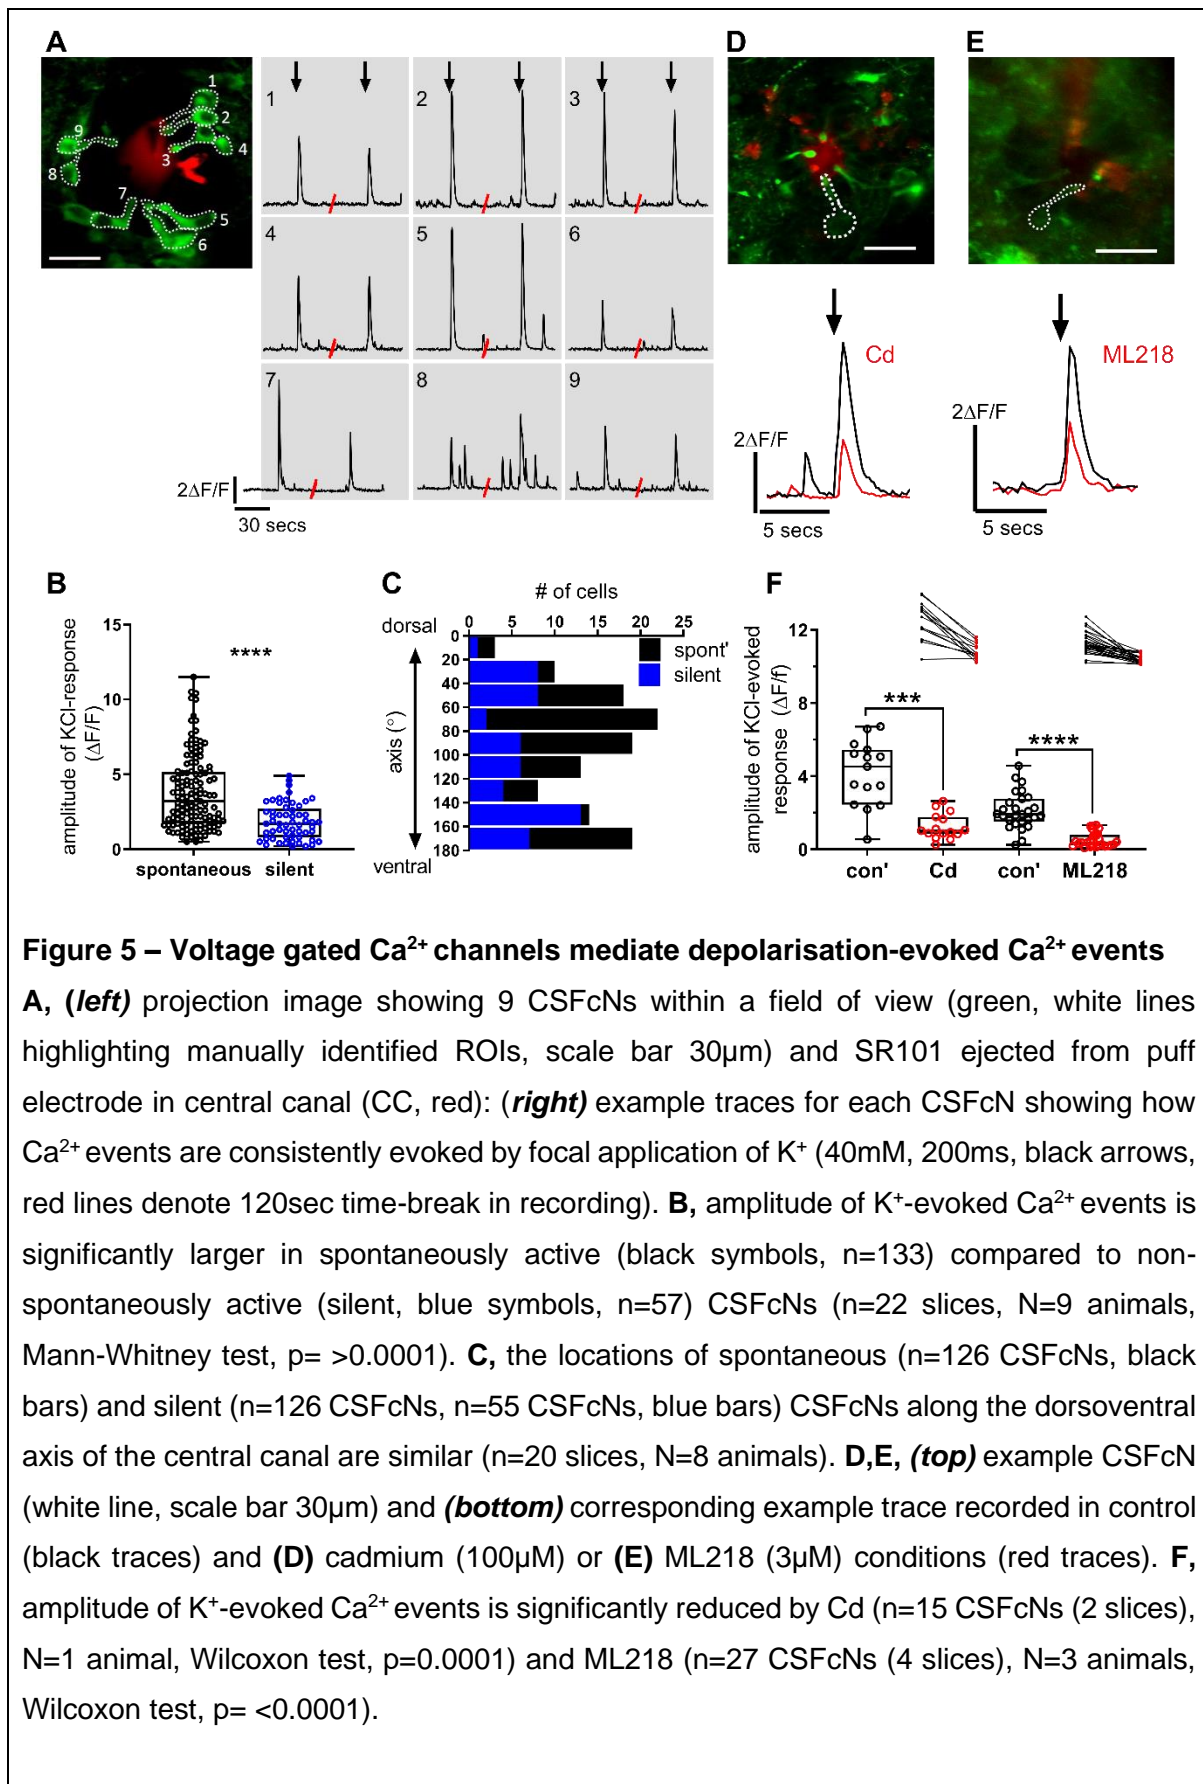 A
1
2
3
4
5
6
7
8
9
1
2
3
4
5
6
7
8
9
2ΔF/F
30 secs
D
Cd
2ΔF/F
5 secs
E
ML218
2ΔF/F
5 secs
B
amplitude of KCl-response
(ΔF/F)
15
10
5
0
****
spontaneous
silent
C
# of cells
0 5 10 15 20 25
dorsal
axis (°)
ventral
0
20
40
60
80
100
120
140
160
180
spont'
silent
F
amplitude of KCl-evoked
response (ΔF/f)
12
8
4
0
***
****
con' Cd con' ML218
Figure 5 – Voltage gated Ca²⁺ channels mediate depolarisation-evoked Ca²⁺ events
A, (left) projection image showing 9 CSFcNs within a field of view (green, white lines
highlighting manually identified ROIs, scale bar 30µm) and SR101 ejected from puff
electrode in central canal (CC, red): (right) example traces for each CSFcN showing how
Ca²⁺ events are consistently evoked by focal application of K⁺ (40mM, 200ms, black arrows,
red lines denote 120sec time-break in recording). B, amplitude of K⁺-evoked Ca²⁺ events is
significantly larger in spontaneously active (black symbols, n=133) compared to non-
spontaneously active (silent, blue symbols, n=57) CSFcNs (n=22 slices, N=9 animals,
Mann-Whitney test, p= >0.0001). C, the locations of spontaneous (n=126 CSFcNs, black
bars) and silent (n=126 CSFcNs, n=55 CSFcNs, blue bars) CSFcNs along the dorsoventral
axis of the central canal are similar (n=20 slices, N=8 animals). D,E, (top) example CSFcN
(white line, scale bar 30µm) and (bottom) corresponding example trace recorded in control
(black traces) and (D) cadmium (100µM) or (E) ML218 (3µM) conditions (red traces). F,
amplitude of K⁺-evoked Ca²⁺ events is significantly reduced by Cd (n=15 CSFcNs (2 slices),
N=1 animal, Wilcoxon test, p=0.0001) and ML218 (n=27 CSFcNs (4 slices), N=3 animals,
Wilcoxon test, p= <0.0001).